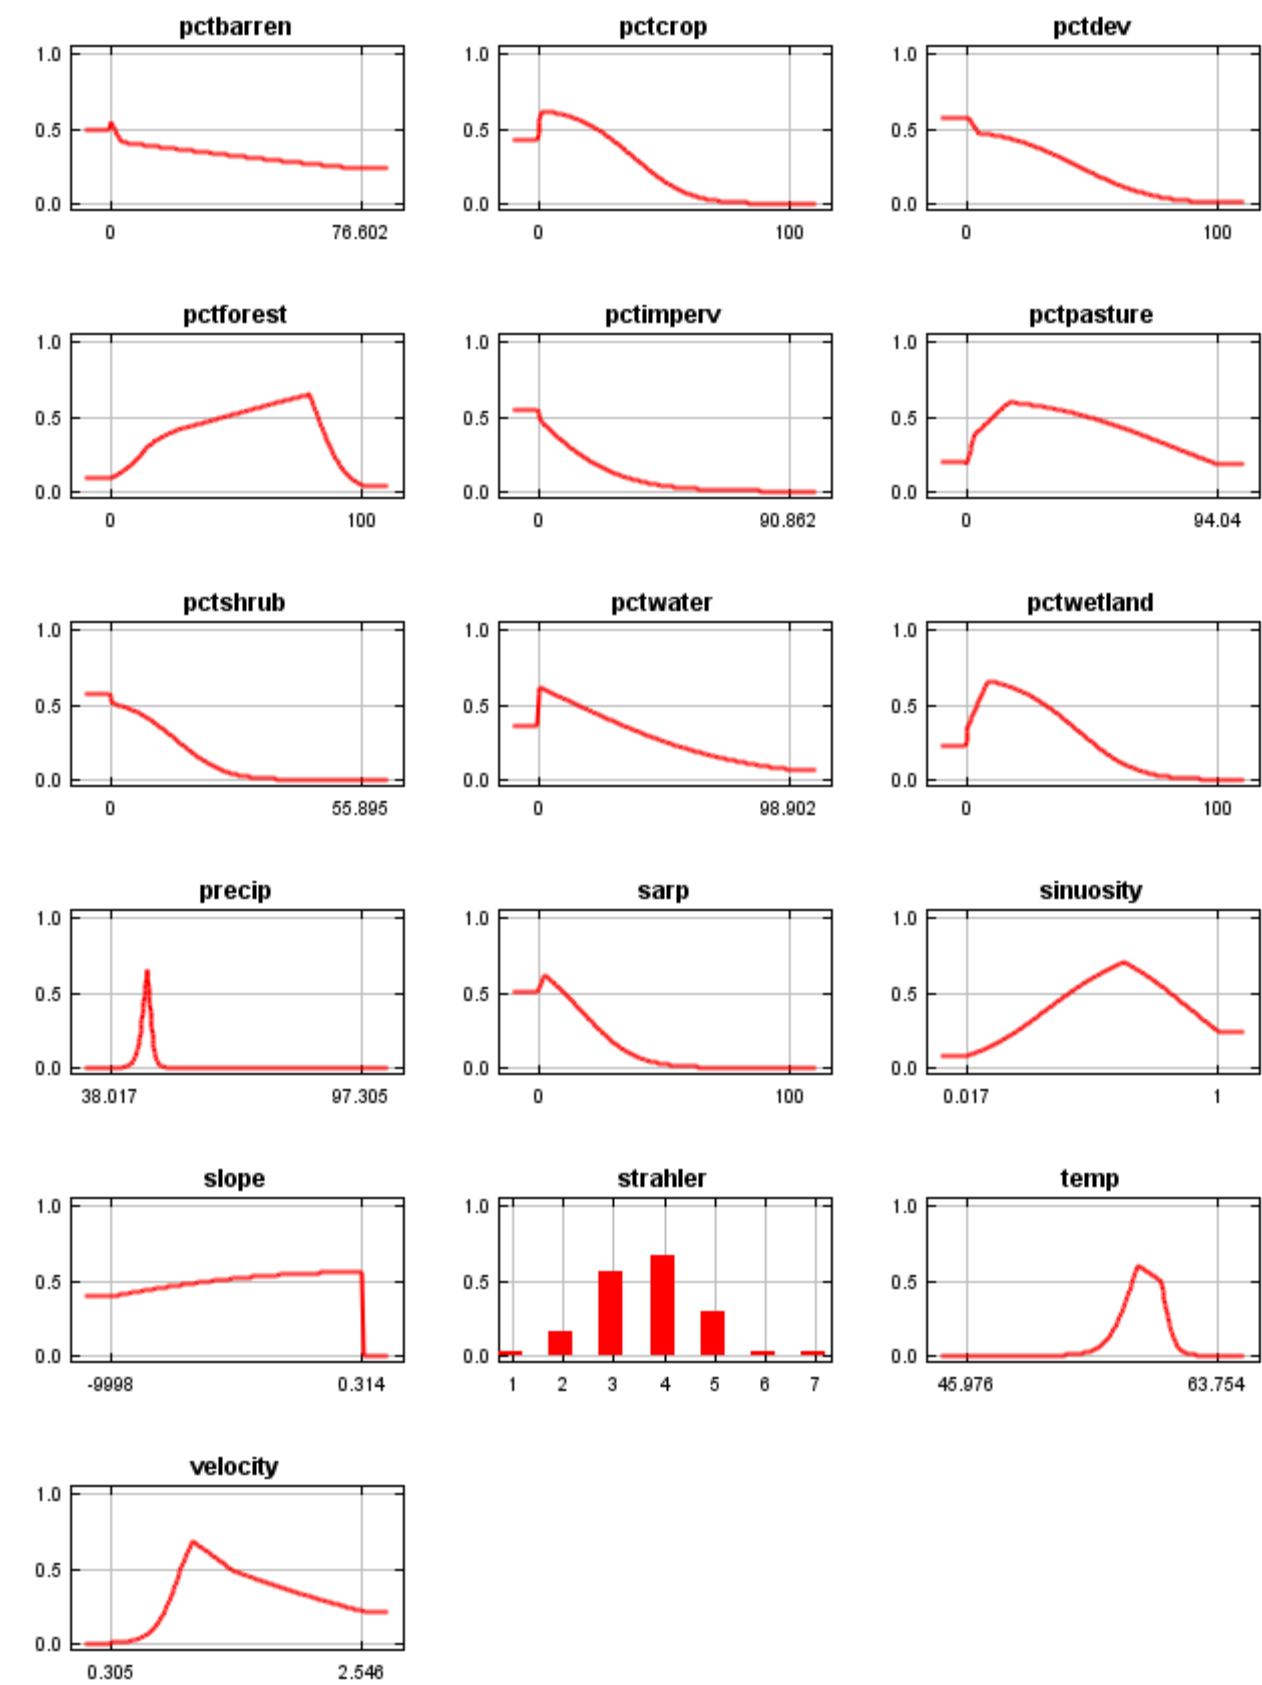 pctbarren pctcrop pctdev
1.0 1.0 1.0
0.5 0.5 0.5
0.0 0.0 0.0
0 76.602 0 100 0 100
pctforest pctimperv pctpasture
1.0 1.0 1.0
0.5 0.5 0.5
0.0 0.0 0.0
0 100 0 90.862 0 94.04
pctshrub pctwater pctwetland
1.0 1.0 1.0
0.5 0.5 0.5
0.0 0.0 0.0
0 55.895 0 98.902 0 100
precip sarp sinuosity
1.0 1.0 1.0
0.5 0.5 0.5
0.0 0.0 0.0
38.017 97.305 0 100 0.017 1
slope strahler temp
1.0 1.0 1.0
0.5 0.5 0.5
0.0 0.0 0.0
-9998 0.314 1 2 3 4 5 6 7 45.976 63.754
velocity
1.0
0.5
0.0
0.305 2.546